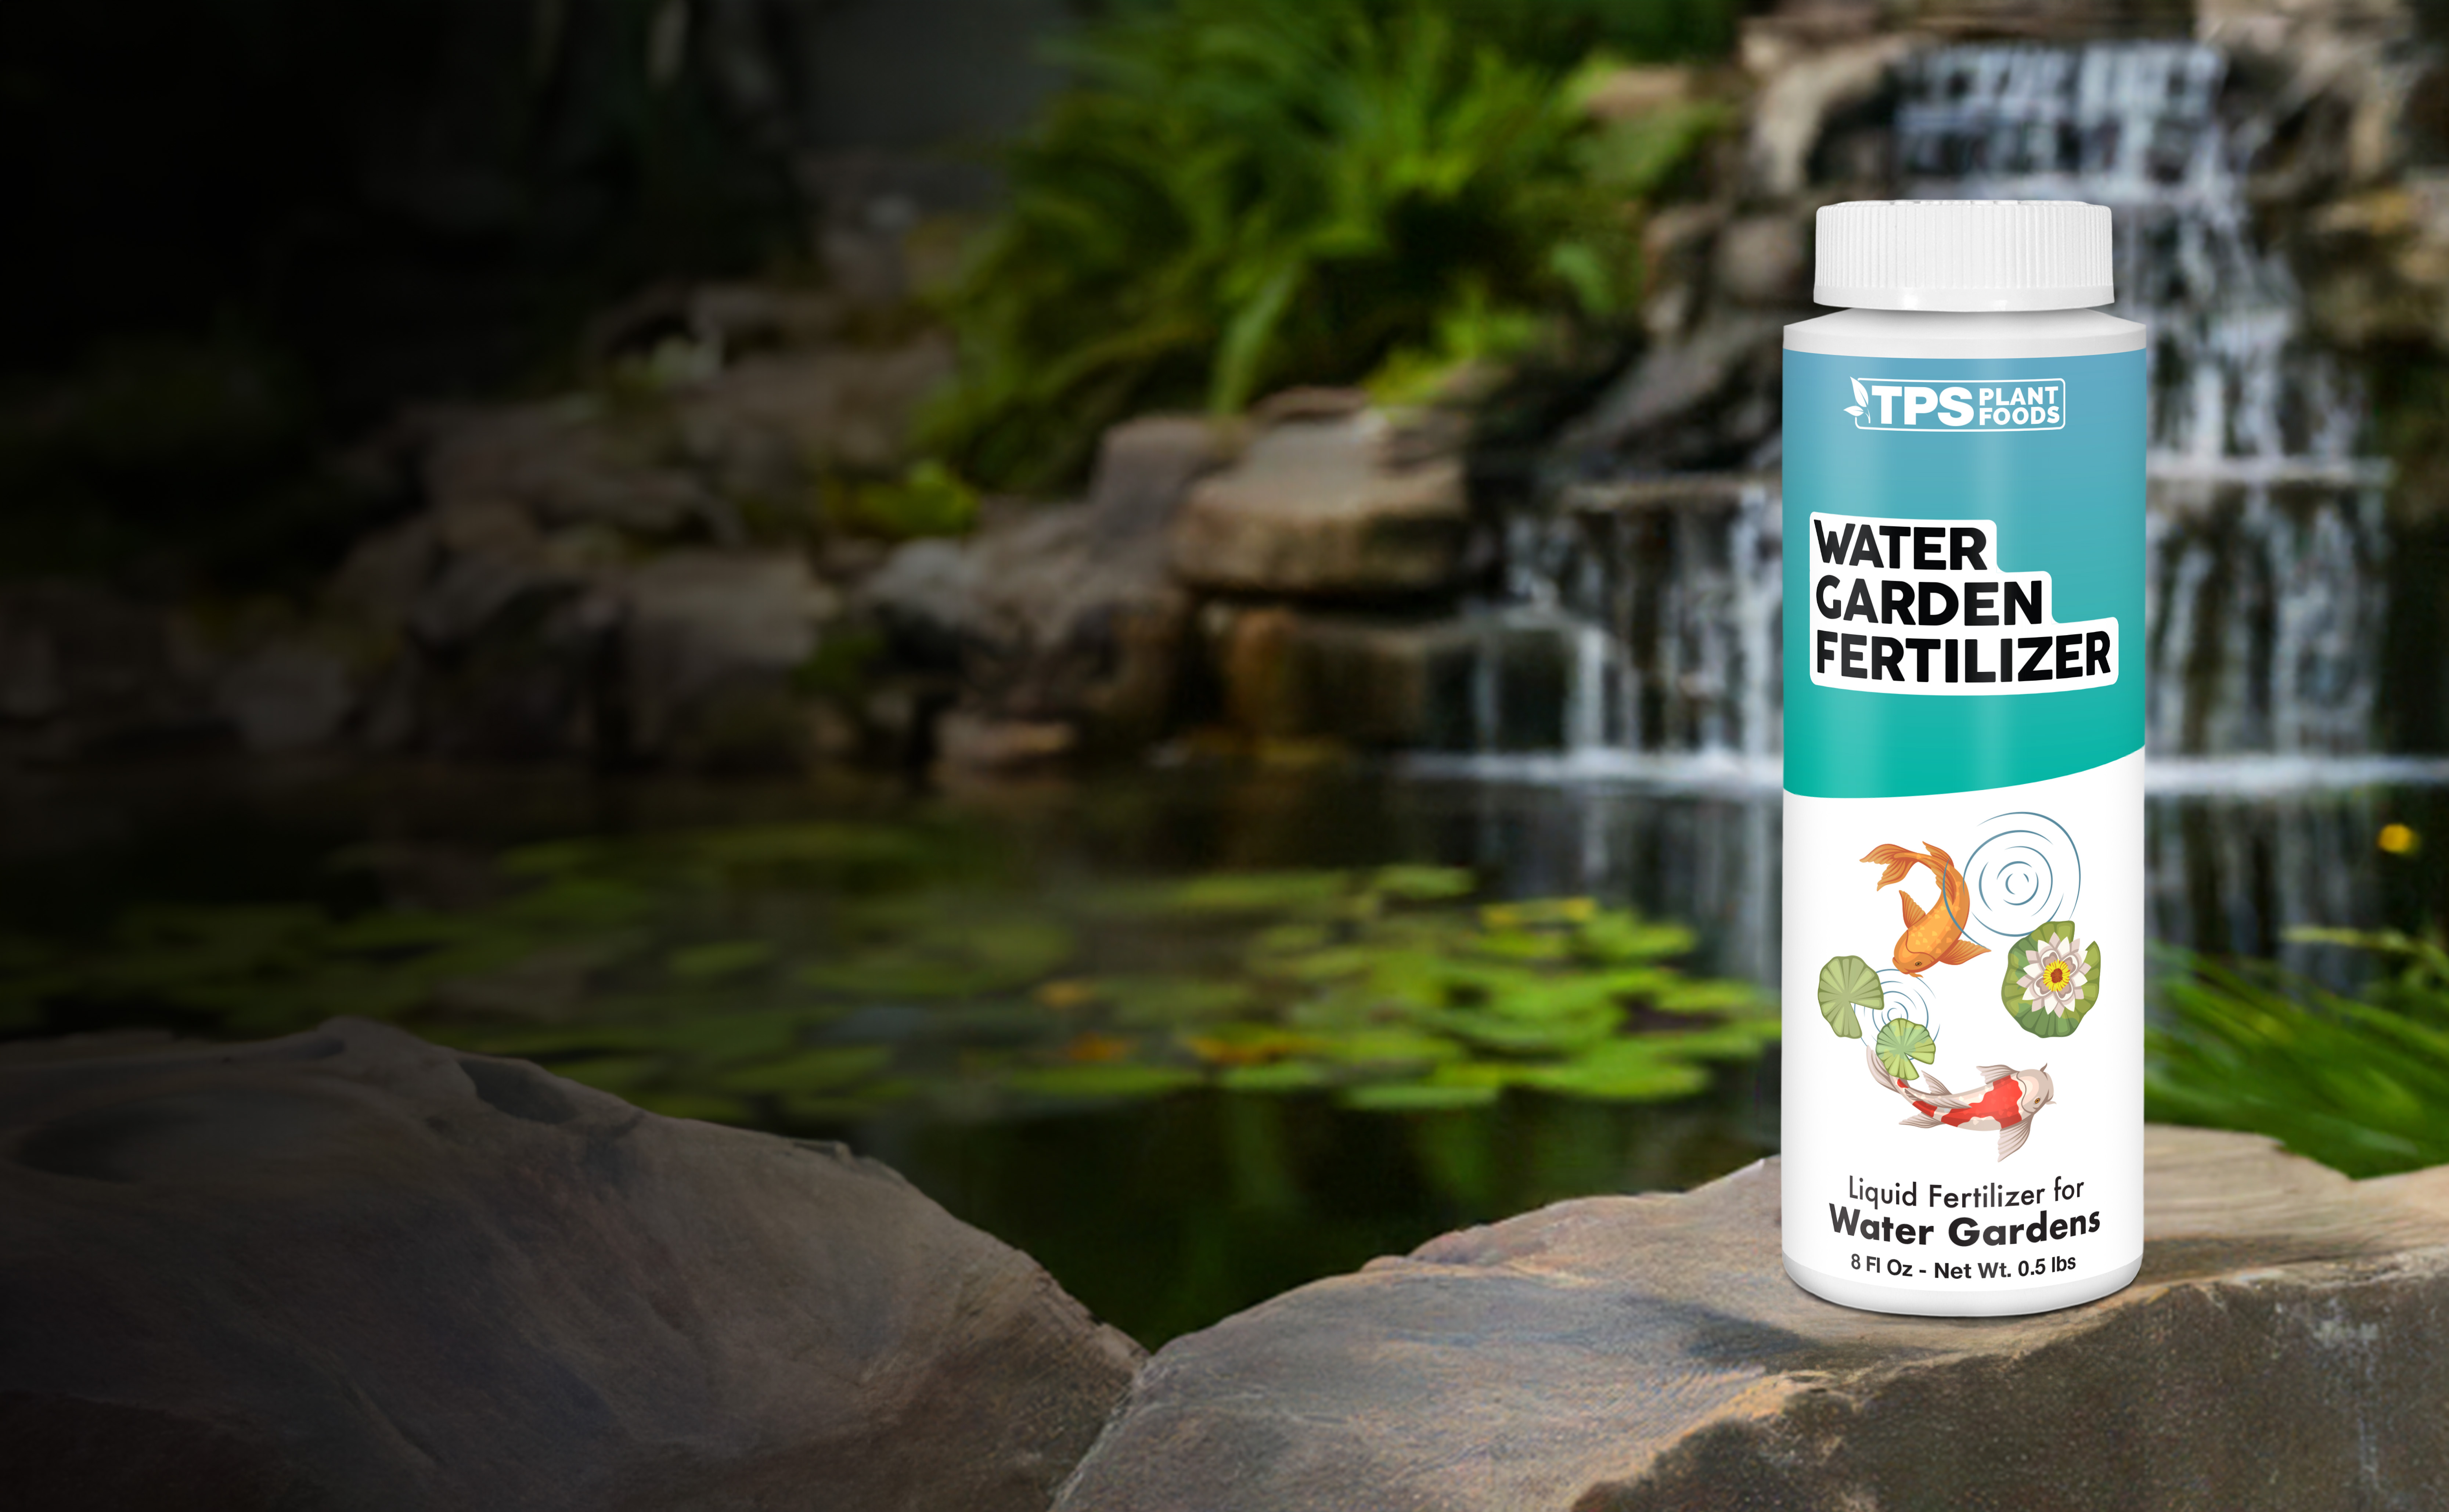 TPS PLANT FOODS
WATER
GARDEN
FERTILIZER
Liquid Fertilizer for
Water Gardens
8 Fl Oz - Net Wt. 0.5 lbs